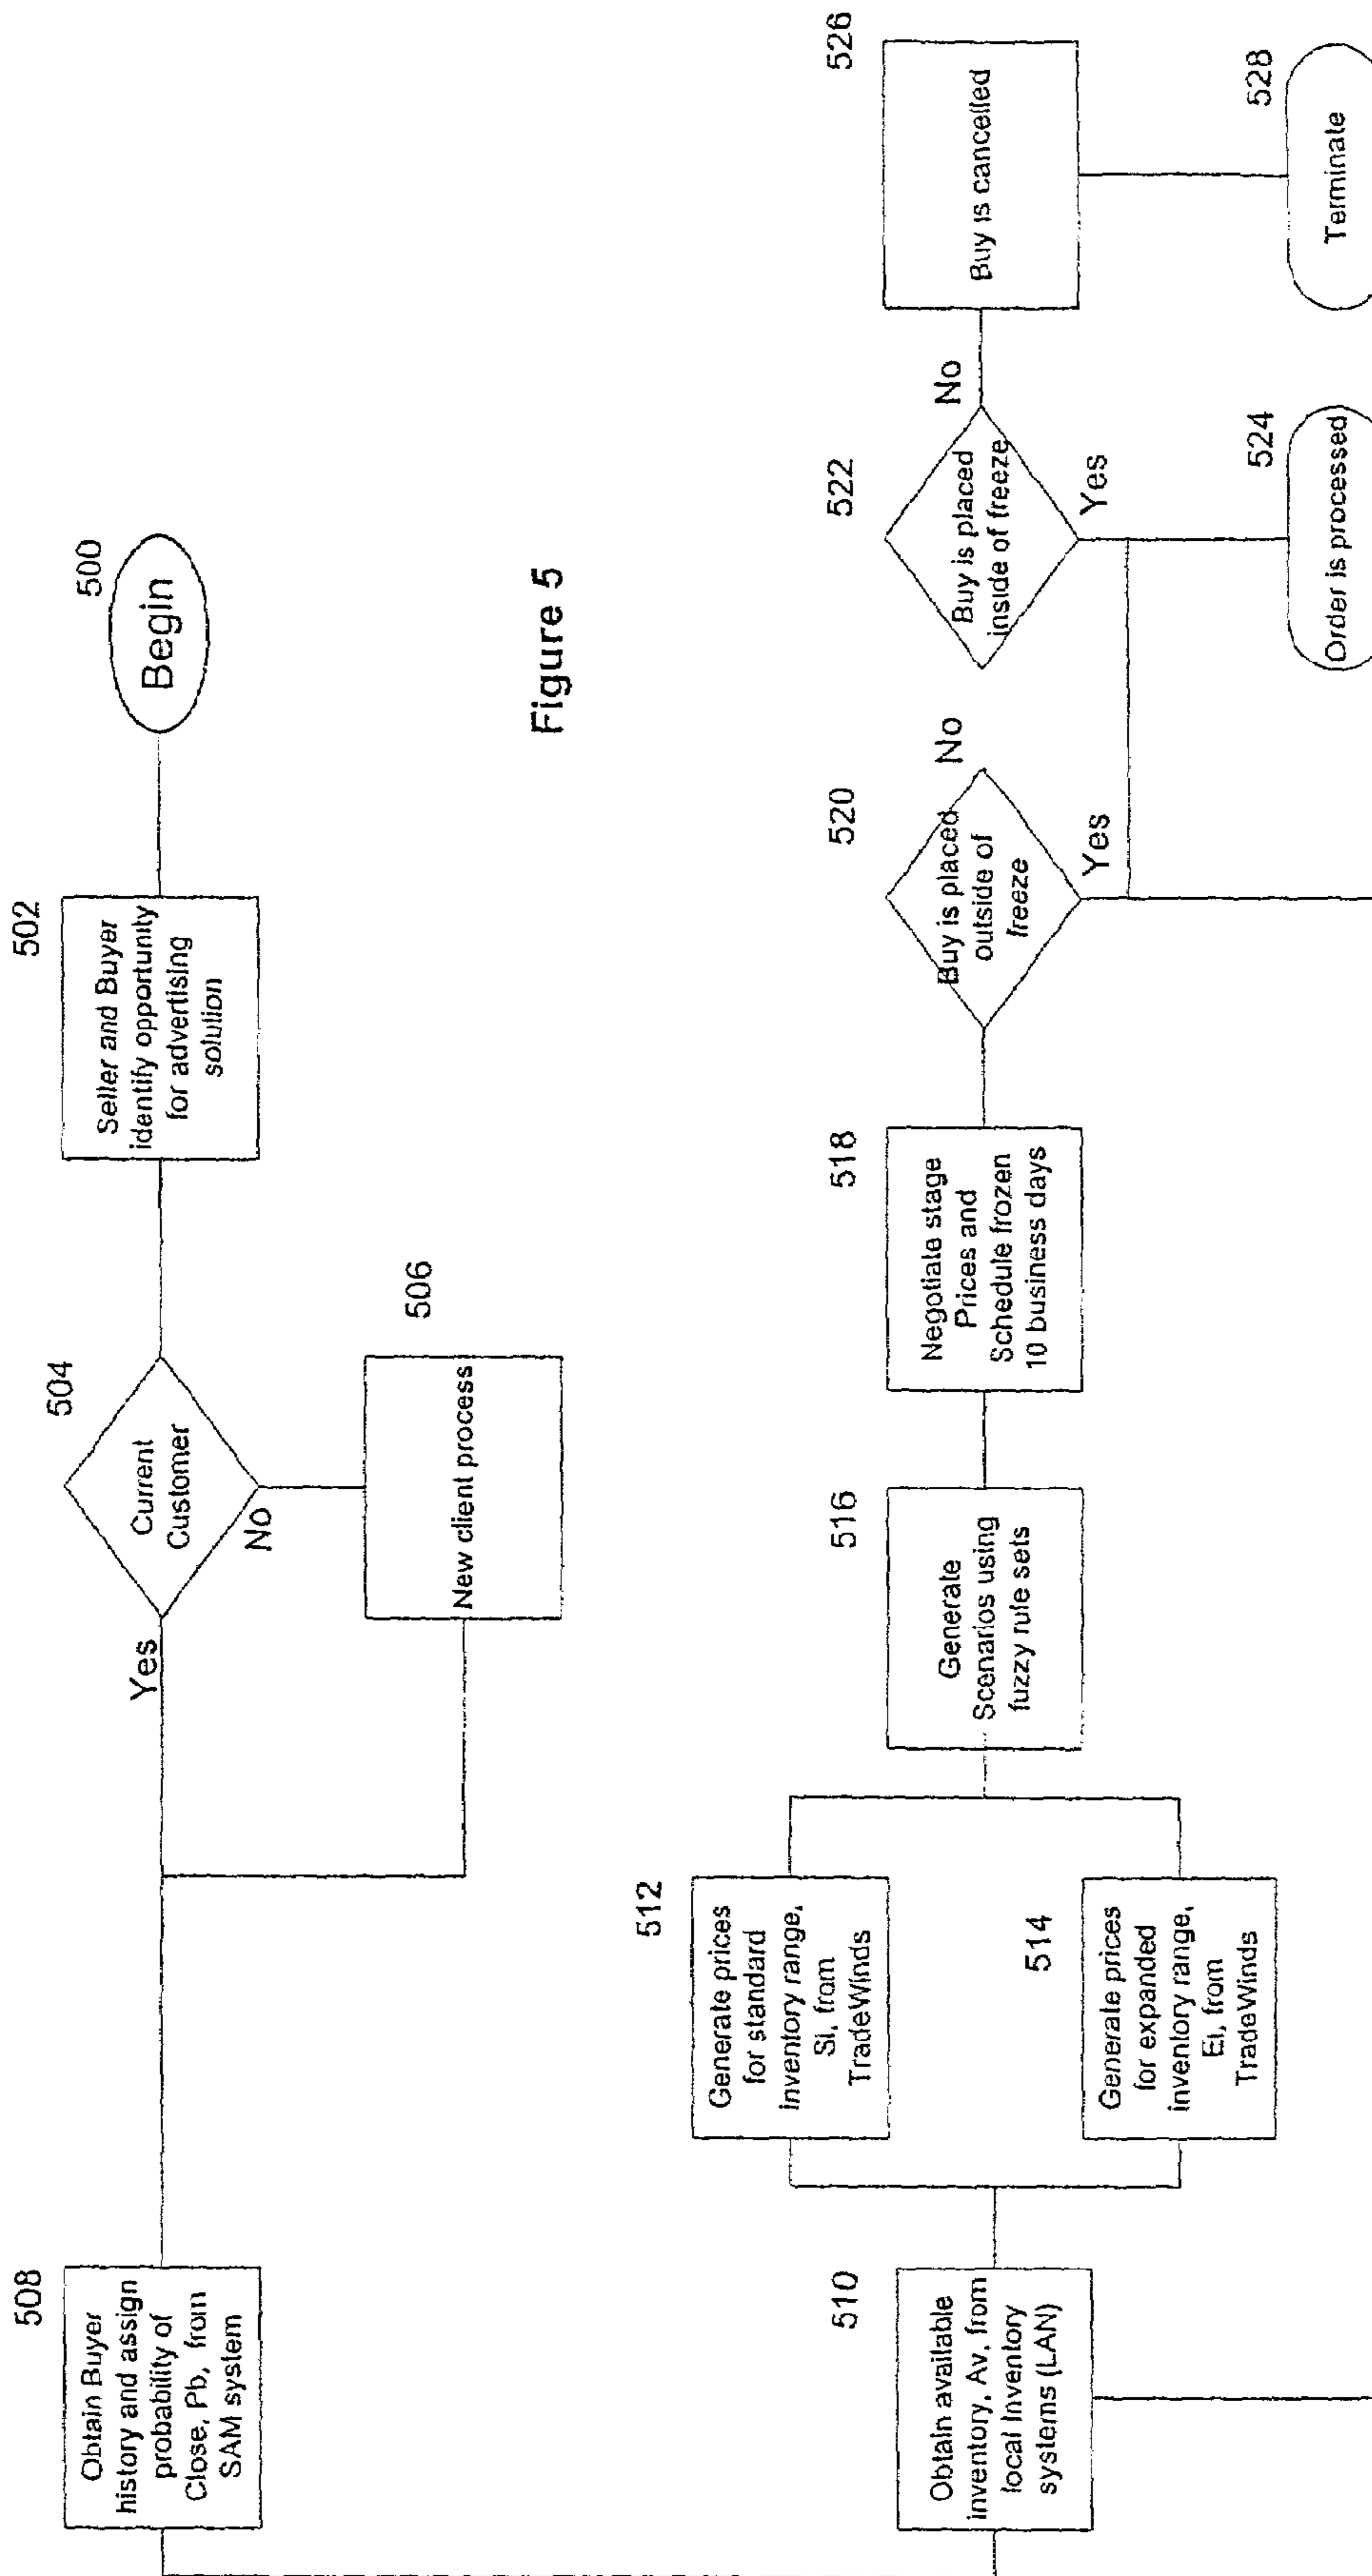 500
Begin
502
Seller and Buyer
identify opportunity
for advertising
solution
504
Current
Customer
Yes
No
506
New client process
508
Obtain Buyer
history and assign
probability of
Close, Pb, from
SAM system
Figure 5
510
Obtain available
inventory, Av, from
local Inventory
systems (LAN)
512
Generate prices
for standard
inventory range,
Si, from
TradeWinds
514
Generate prices
for expanded
inventory range,
Ei, from
TradeWinds
516
Generate
Scenarios using
fuzzy rule sets
518
Negotiate stage
Prices and
Schedule frozen
10 business days
520
Buy is placed
outside of
freeze
No
Yes
522
Buy is placed
inside of freeze
No
Yes
524
Order is processed
526
Buy is cancelled
528
Terminate